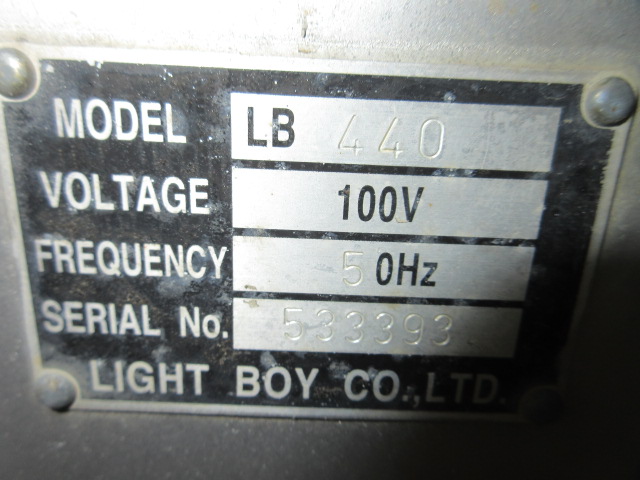 MODEL LB 440
VOLTAGE 100V
FREQUENCY 50Hz
SERIAL No. 533393
LIGHT BOY CO.,LTD.